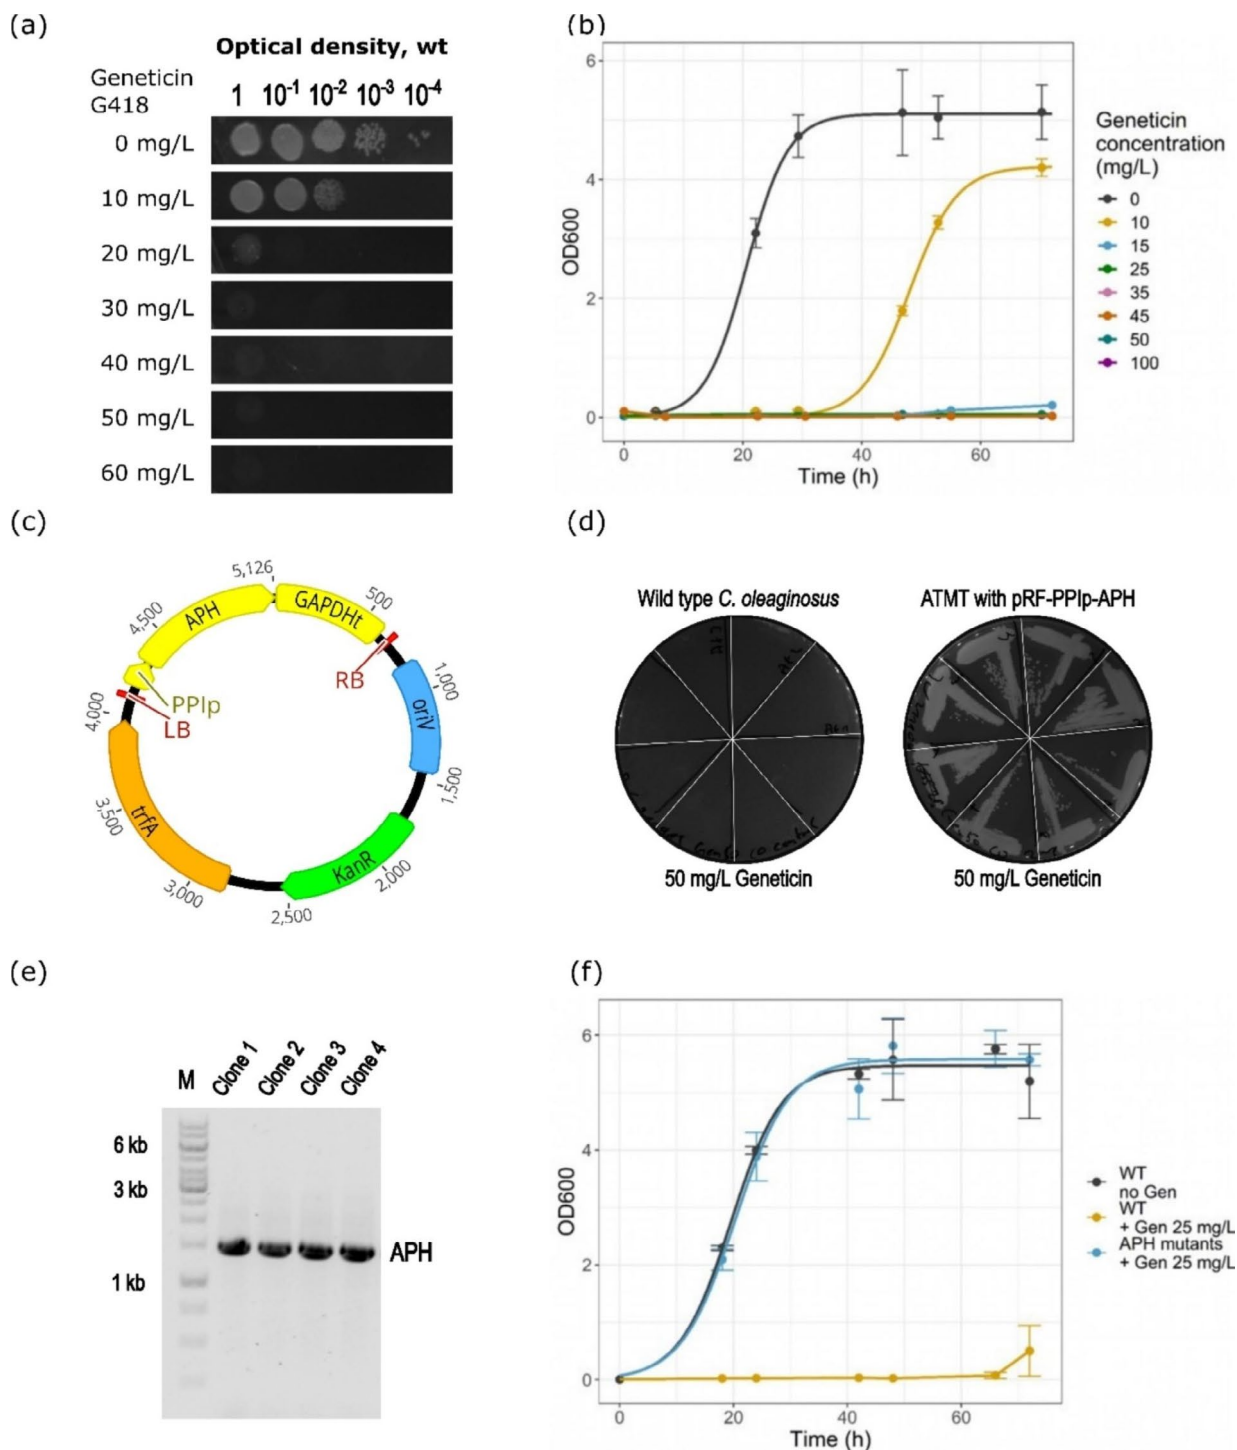 (a)
Optical density, wt
Geneticin
G418
1 10⁻¹ 10⁻² 10⁻³ 10⁻⁴
0 mg/L
10 mg/L
20 mg/L
30 mg/L
40 mg/L
50 mg/L
60 mg/L
(b)
OD600
6
4
2
0
0 20 40 60
Time (h)
Geneticin
concentration
(mg/L)
0
10
15
25
35
45
50
100
(c)
5,126
500
1,000
1,500
2,000
2,500
3,000
3,500
4,000
4,500
APH
GAPDHt
RB
oriV
KanR
trfA
LB
PPIp
(d)
Wild type C. oleaginosus
ATMT with pRF-PPIp-APH
50 mg/L Geneticin
50 mg/L Geneticin
(e)
M Clone 1 Clone 2 Clone 3 Clone 4
6 kb
3 kb
1 kb
APH
(f)
OD600
6
4
2
0
0 20 40 60
Time (h)
WT
no Gen
WT
+ Gen 25 mg/L
APH mutants
+ Gen 25 mg/L